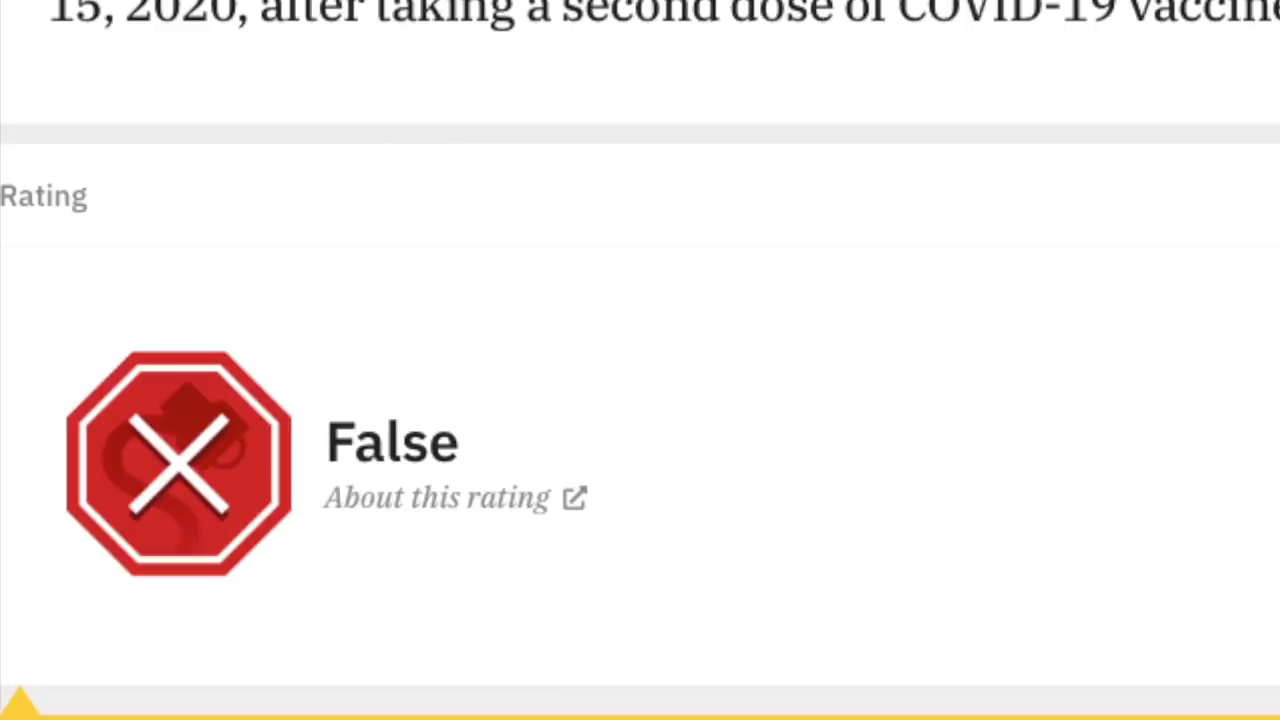 15, 2020, after taking a second dose of COVID-19 vaccine
Rating
False
About this rating